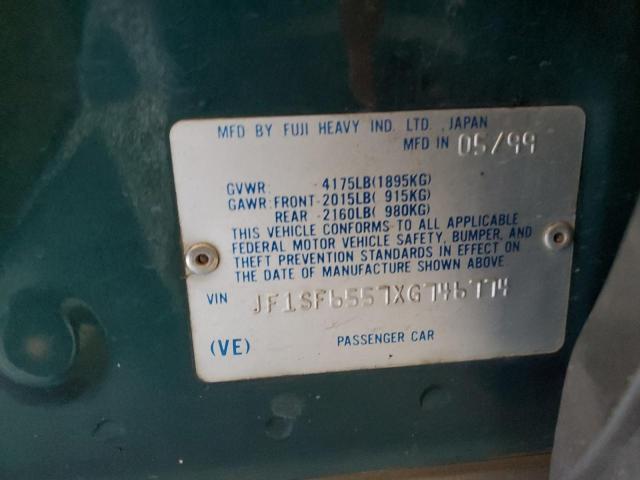 MFD BY FUJI HEAVY IND. LTD., JAPAN
MFD IN 05/99
GVWR: -4175LB(1895KG)
GAWR: FRONT-2015LB( 915KG)
REAR -2160LB( 980KG)
THIS VEHICLE CONFORMS TO ALL APPLICABLE
FEDERAL MOTOR VEHICLE SAFETY, BUMPER, AND
THEFT PREVENTION STANDARDS IN EFFECT ON
THE DATE OF MANUFACTURE SHOWN ABOVE
VIN JF1SF6557XG746774
(VE) PASSENGER CAR